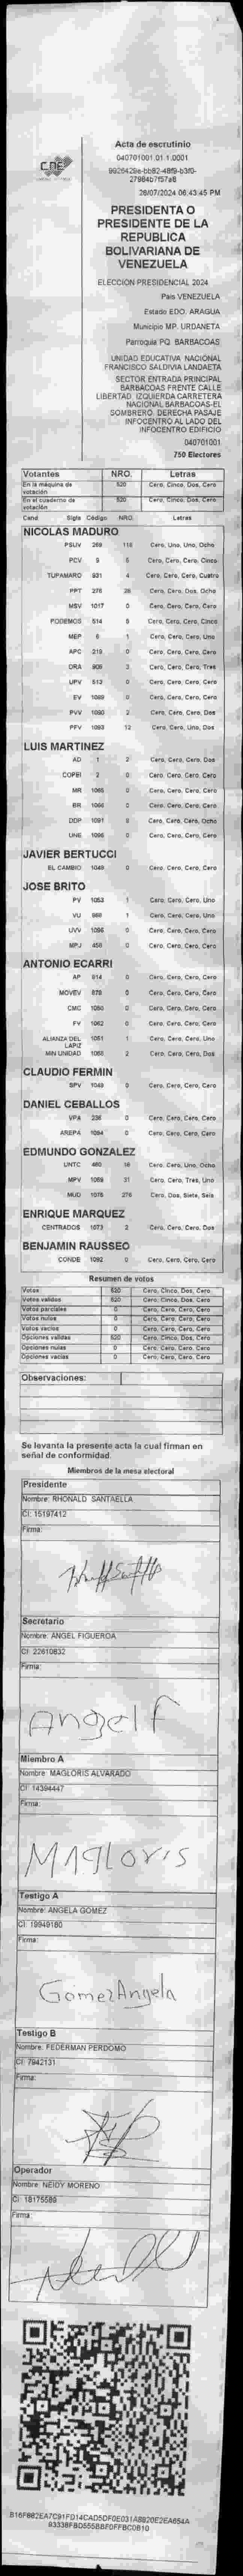 CNE
Acta de escrutinio
040701001.01.1.0001
28/07/2024 06:43:45 PM
PRESIDENTA O
PRESIDENTE DE LA
REPUBLICA
BOLIVARIANA DE
VENEZUELA
ELECCIÓN PRESIDENCIAL 2024
País VENEZUELA
Estado EDO. ARAGUA
Municipio MP. URDANETA
Parroquia PQ. BARBACOAS
UNIDAD EDUCATIVA NACIONAL
FRANCISCO SALDIVIA LANDAETA
SECTOR ENTRADA PRINCIPAL
BARBACOAS FRENTE CALLE
LIBERTAD. IZQUIERDA CARRETERA
NACIONAL BARBACOAS-EL
SOMBRERO. DERECHA PASAJE
INFOCENTRO AL LADO DEL
INFOCENTRO EDIFICIO
040701001
750 Electores
Votantes NRO. Letras
En la máquina de votación 520 Cero, Cinco, Dos, Cero
En el cuaderno de votación 520 Cero, Cinco, Dos, Cero
Cand Sigla Código NRO. Letras
NICOLAS MADURO
PSUV 269 118 Cero, Uno, Uno, Ocho
PCV 9 5 Cero, Cero, Cero, Cinco
TUPAMARO 931 4 Cero, Cero, Cero, Cuatro
PPT 276 28 Cero, Cero, Dos, Ocho
MSV 1017 0 Cero, Cero, Cero, Cero
PODEMOS 514 5 Cero, Cero, Cero, Cinco
MEP 6 1 Cero, Cero, Cero, Uno
APC 219 0 Cero, Cero, Cero, Cero
ORA 908 3 Cero, Cero, Cero, Tres
UPV 513 0 Cero, Cero, Cero, Cero
EV 1089 0 Cero, Cero, Cero, Cero
PVV 1090 2 Cero, Cero, Cero, Dos
PFV 1093 12 Cero, Cero, Uno, Dos
LUIS MARTINEZ
AD 1 2 Cero, Cero, Cero, Dos
COPEI 2 0 Cero, Cero, Cero, Cero
MR 1065 0 Cero, Cero, Cero, Cero
BR 1066 0 Cero, Cero, Cero, Cero
DDP 1091 8 Cero, Cero, Cero, Ocho
UNE 1095 0 Cero, Cero, Cero, Cero
JAVIER BERTUCCI
EL CAMBIO 1048 0 Cero, Cero, Cero, Cero
JOSE BRITO
PV 1053 1 Cero, Cero, Cero, Uno
VU 968 1 Cero, Cero, Cero, Uno
UVV 1096 0 Cero, Cero, Cero, Cero
MPJ 458 0 Cero, Cero, Cero, Cero
ANTONIO ECARRI
AP 914 0 Cero, Cero, Cero, Cero
MOVEV 879 0 Cero, Cero, Cero, Cero
CMC 1050 0 Cero, Cero, Cero, Cero
FV 1062 0 Cero, Cero, Cero, Cero
ALIANZA DEL LAPIZ 1051 1 Cero, Cero, Cero, Uno
MIN UNIDAD 1068 2 Cero, Cero, Cero, Dos
CLAUDIO FERMIN
SPV 1049 0 Cero, Cero, Cero, Cero
DANIEL CEBALLOS
VPA 236 0 Cero, Cero, Cero, Cero
AREPA 1094 0 Cero, Cero, Cero, Cero
EDMUNDO GONZALEZ
UNTC 460 18 Cero, Cero, Uno, Ocho
MPV 1069 31 Cero, Cero, Tres, Uno
MUD 1075 276 Cero, Dos, Siete, Seis
ENRIQUE MARQUEZ
CENTRADOS 1073 2 Cero, Cero, Cero, Dos
BENJAMIN RAUSSEO
CONDE 1092 0 Cero, Cero, Cero, Cero
Resumen de votos
Votos 520 Cero, Cinco, Dos, Cero
Votos válidos 520 Cero, Cinco, Dos, Cero
Votos parciales 0 Cero, Cero, Cero, Cero
Votos nulos 0 Cero, Cero, Cero, Cero
Votos vacíos 0 Cero, Cero, Cero, Cero
Opciones válidas 520 Cero, Cinco, Dos, Cero
Opciones nulas 0 Cero, Cero, Cero, Cero
Opciones vacías 0 Cero, Cero, Cero, Cero
Observaciones:
Se levanta la presente acta la cual firman en
señal de conformidad.
Miembros de la mesa electoral
Presidente
Nombre: RHONALD SANTAELLA
CI: 15197412
Firma:
Secretario
Nombre: ANGEL FIGUEROA
CI: 22610832
Firma:
Angel F
Miembro A
Nombre: MAGLORIS ALVARADO
CI: 14394447
Firma:
MAGLORIS
Testigo A
Nombre: ANGELA GOMEZ
CI: 19949160
Firma:
Gomez Angela
Testigo B
Nombre: FEDERMAN PERDOMO
CI: 7942131
Firma:
Operador
Nombre: NEIDY MORENO
CI: 18175589
Firma: